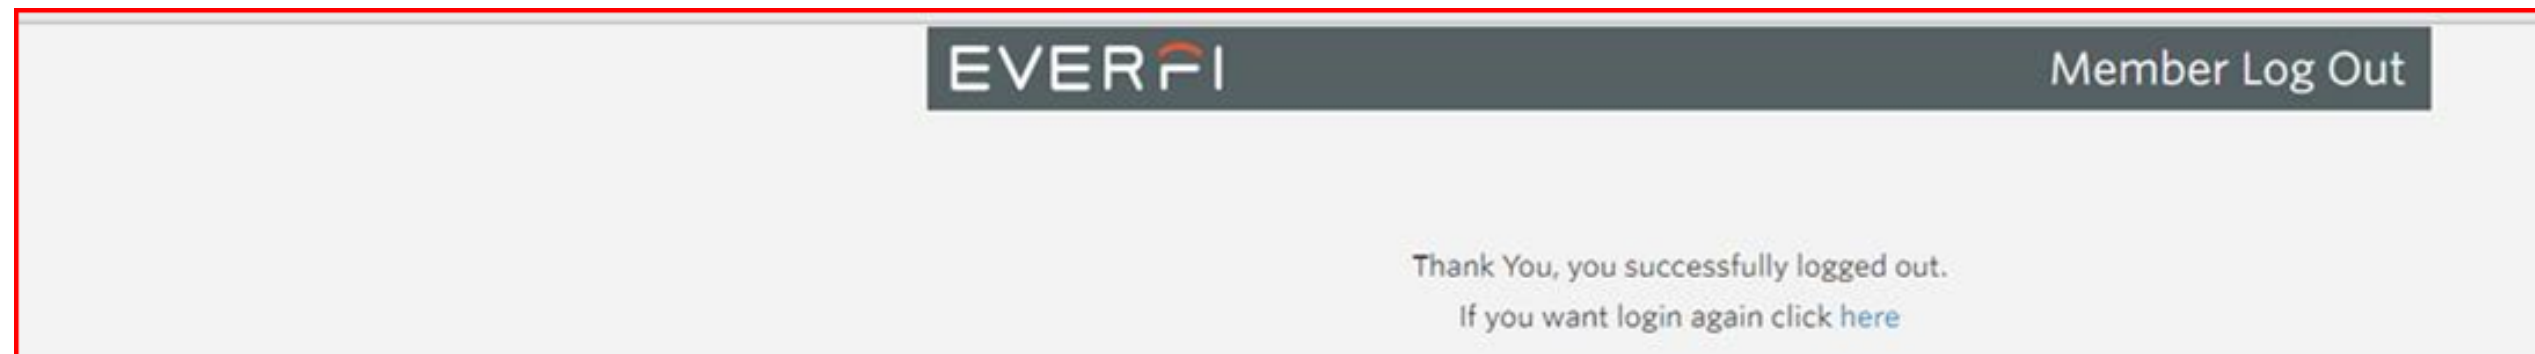 EVERFI
Member Log Out
Thank You, you successfully logged out.
If you want login again click here